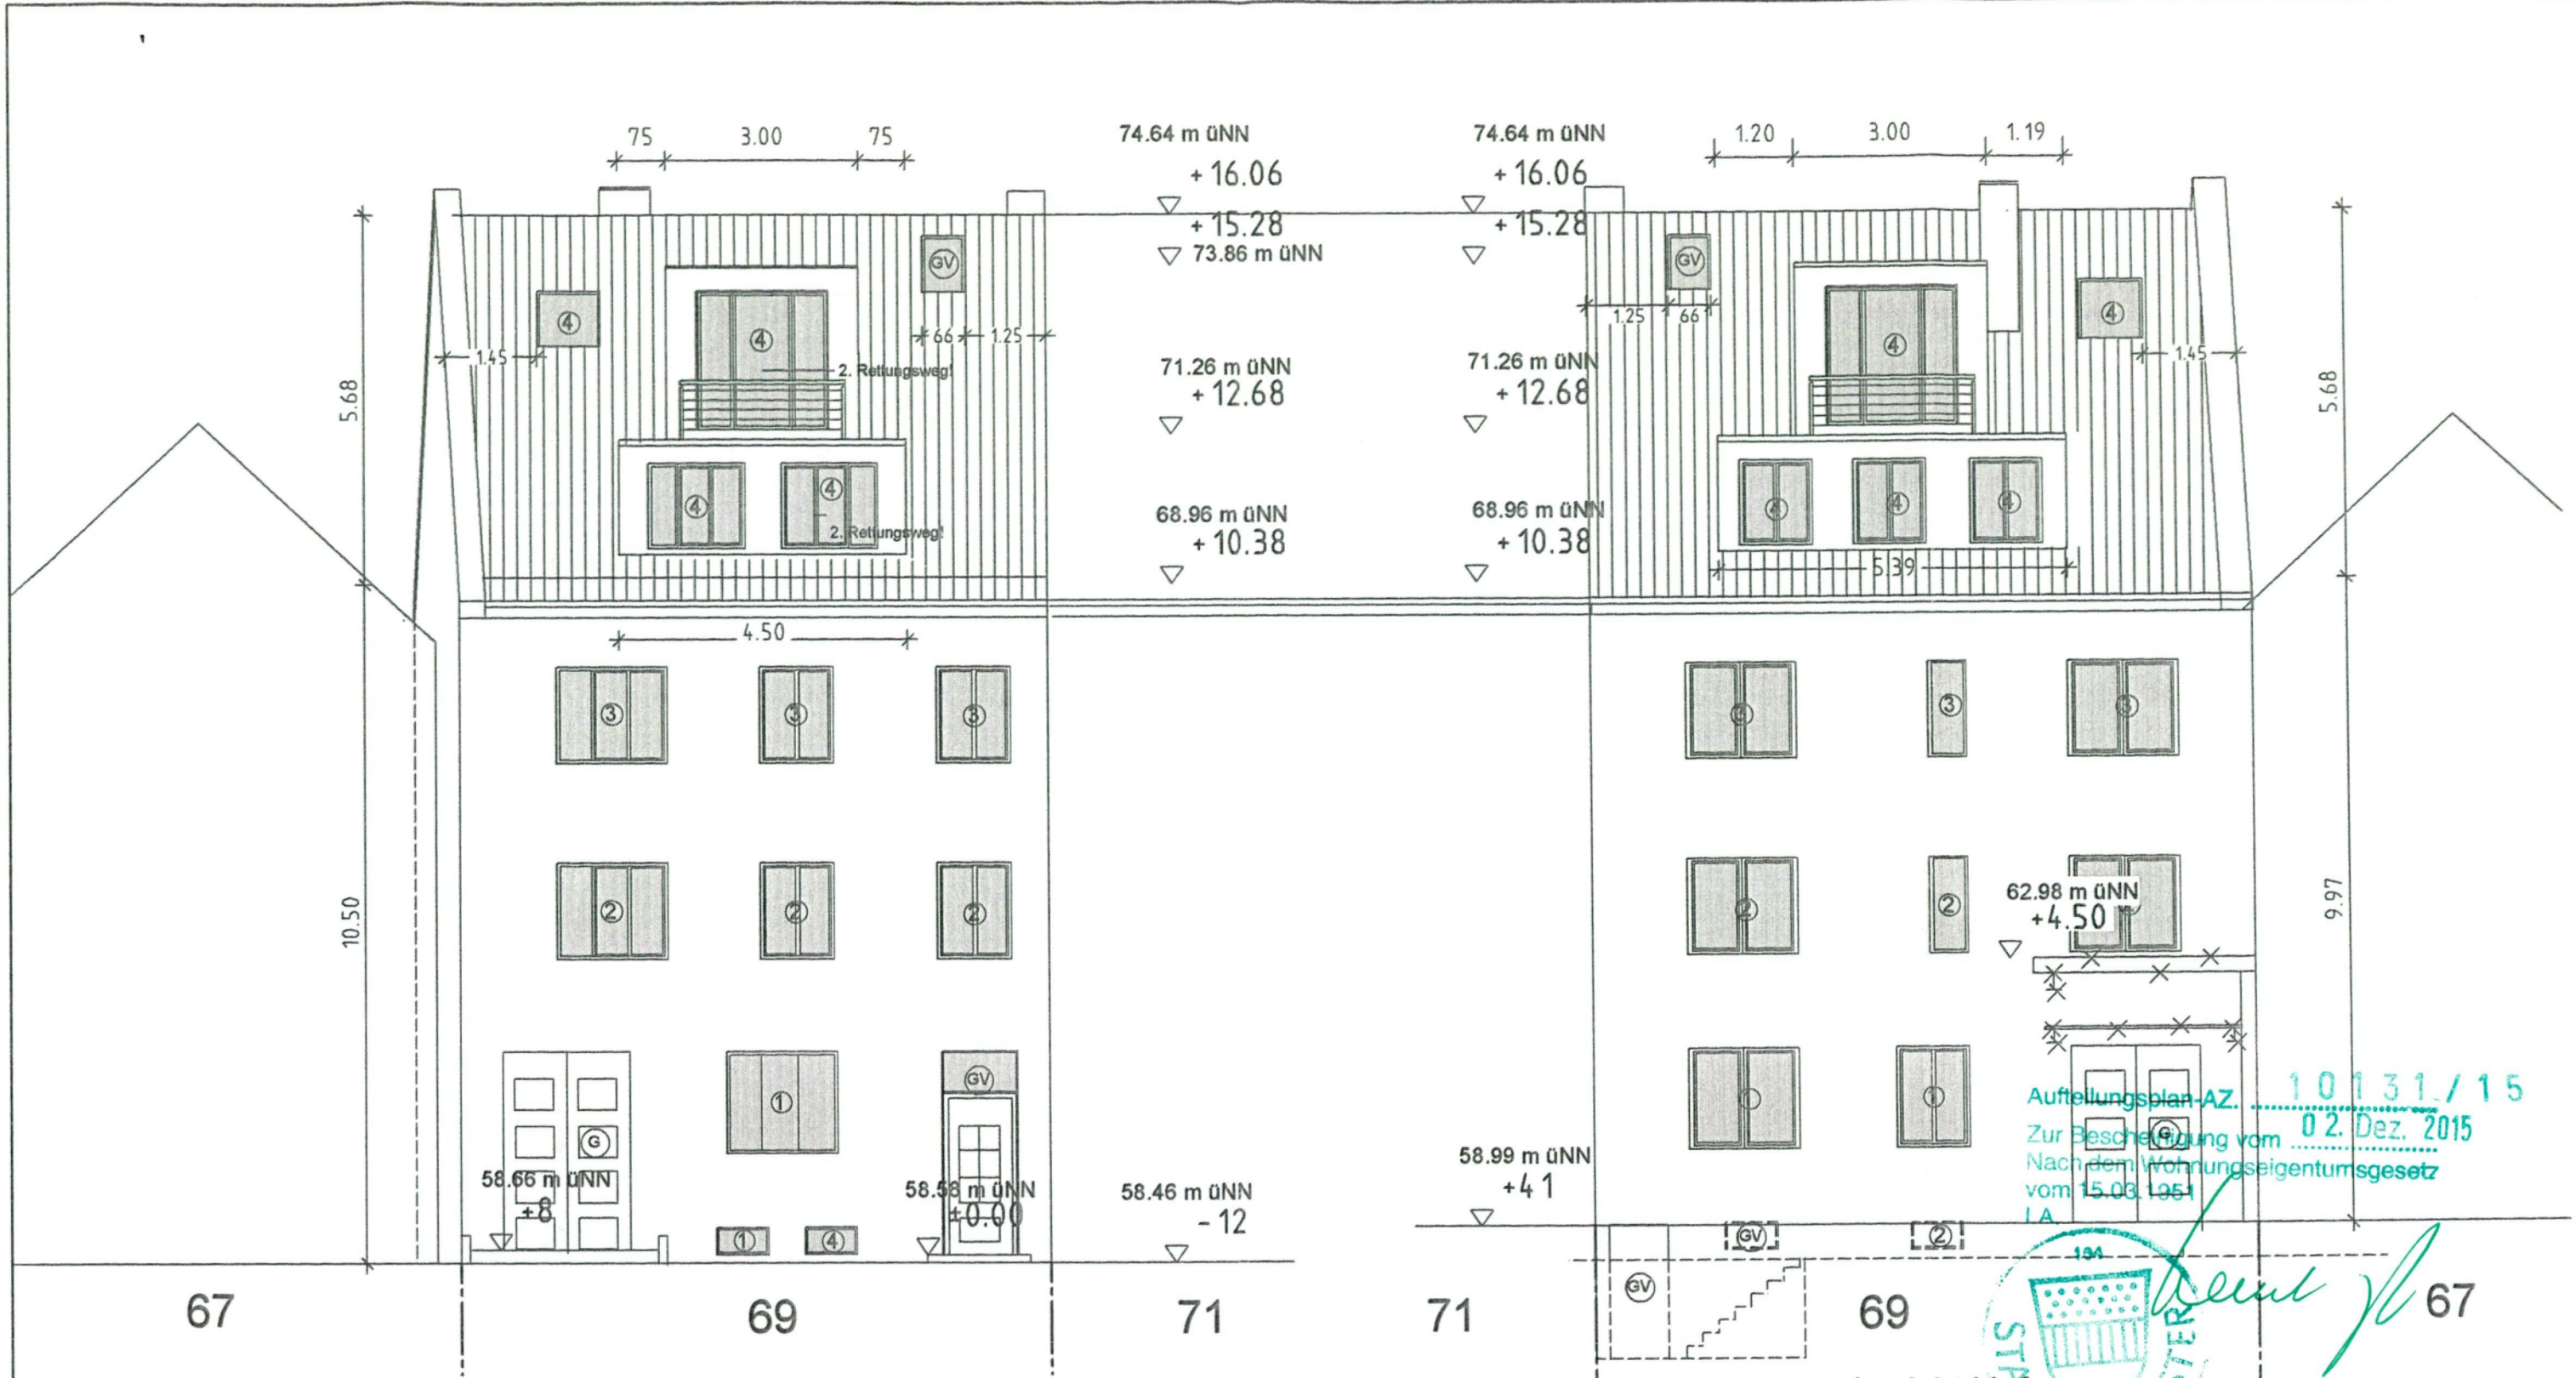 75 3.00 75
74.64 m üNN
+ 16.06
+ 15.28
73.86 m üNN
74.64 m üNN
+ 16.06
+ 15.28
1.20 3.00 1.19
GV
4
4
66 1.25
1.45
2. Rettungsweg!
5.68
71.26 m üNN
+ 12.68
71.26 m üNN
+ 12.68
GV
1.25 66
4
4
1.45
5.68
4
4
2. Rettungsweg!
68.96 m üNN
+ 10.38
68.96 m üNN
+ 10.38
4 4 4
5.39
4.50
3 3 3
3 3 3
2 2 2
2 2
62.98 m üNN
+4.50
10.50
9.97
1
GV
G
58.66 m üNN
+8
58.58 m üNN
±0.00
1 4
58.46 m üNN
- 12
58.99 m üNN
+41
1 1
G
Aufteilungsplan-AZ. 10131/15
Zur Bescheinigung vom 02. Dez. 2015
Nach dem Wohnungseigentumsgesetz
vom 15.03.1951
I.A.
GV 2
GV
184
67 69 71 71 69 67